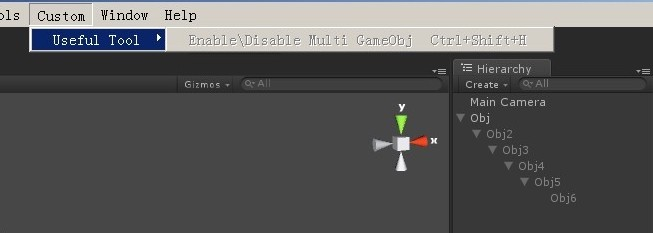 ols Custom Window Help
Useful Tool Enable\Disable Multi GameObj Ctrl+Shift+H
Hierarchy
Gizmos All Create All
Main Camera
y
Obj
Obj2
x
Obj3
Obj4
Obj5
Obj6